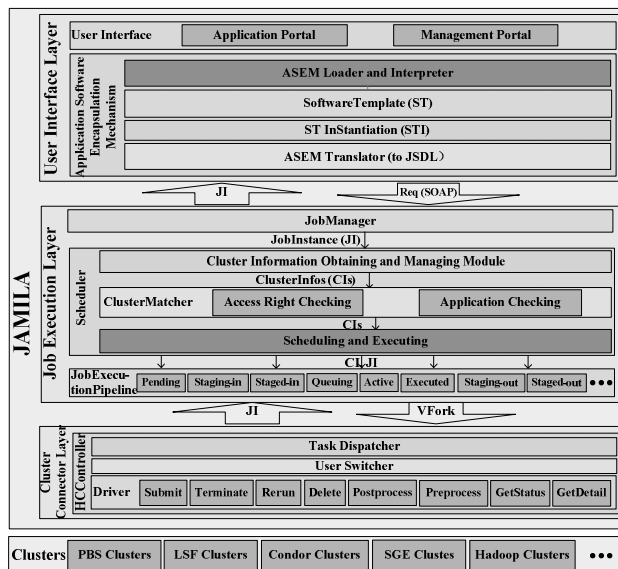 JAMILA
User Interface Layer
User Interface
Application Portal
Management Portal
Appkication Software
Encapsulation
Mechanism
ASEM Loader and Interpreter
SoftwareTemplate (ST)
ST InStantiation (STI)
ASEM Translator (to JSDL）
JI
Req (SOAP)
Job Execution Layer
JobManager
JobInstance (JI)
Scheduler
Cluster Information Obtaining and Managing Module
ClusterInfos (CIs)
ClusterMatcher
Access Right Checking
Application Checking
CIs
Scheduling and Executing
CI, JI
JobExecu-
tionPipeline
Pending
Staging-in
Staged-in
Queuing
Active
Executed
Staging-out
Staged-out
•••
JI
VFork
Cluster
Connector Layer
HCController
Task Dispatcher
User Switcher
Driver
Submit
Terminate
Rerun
Delete
Postprocess
Preprocess
GetStatus
GetDetail
Clusters
PBS Clusters
LSF Clusters
Condor Clusters
SGE Clustes
Hadoop Clusters
•••